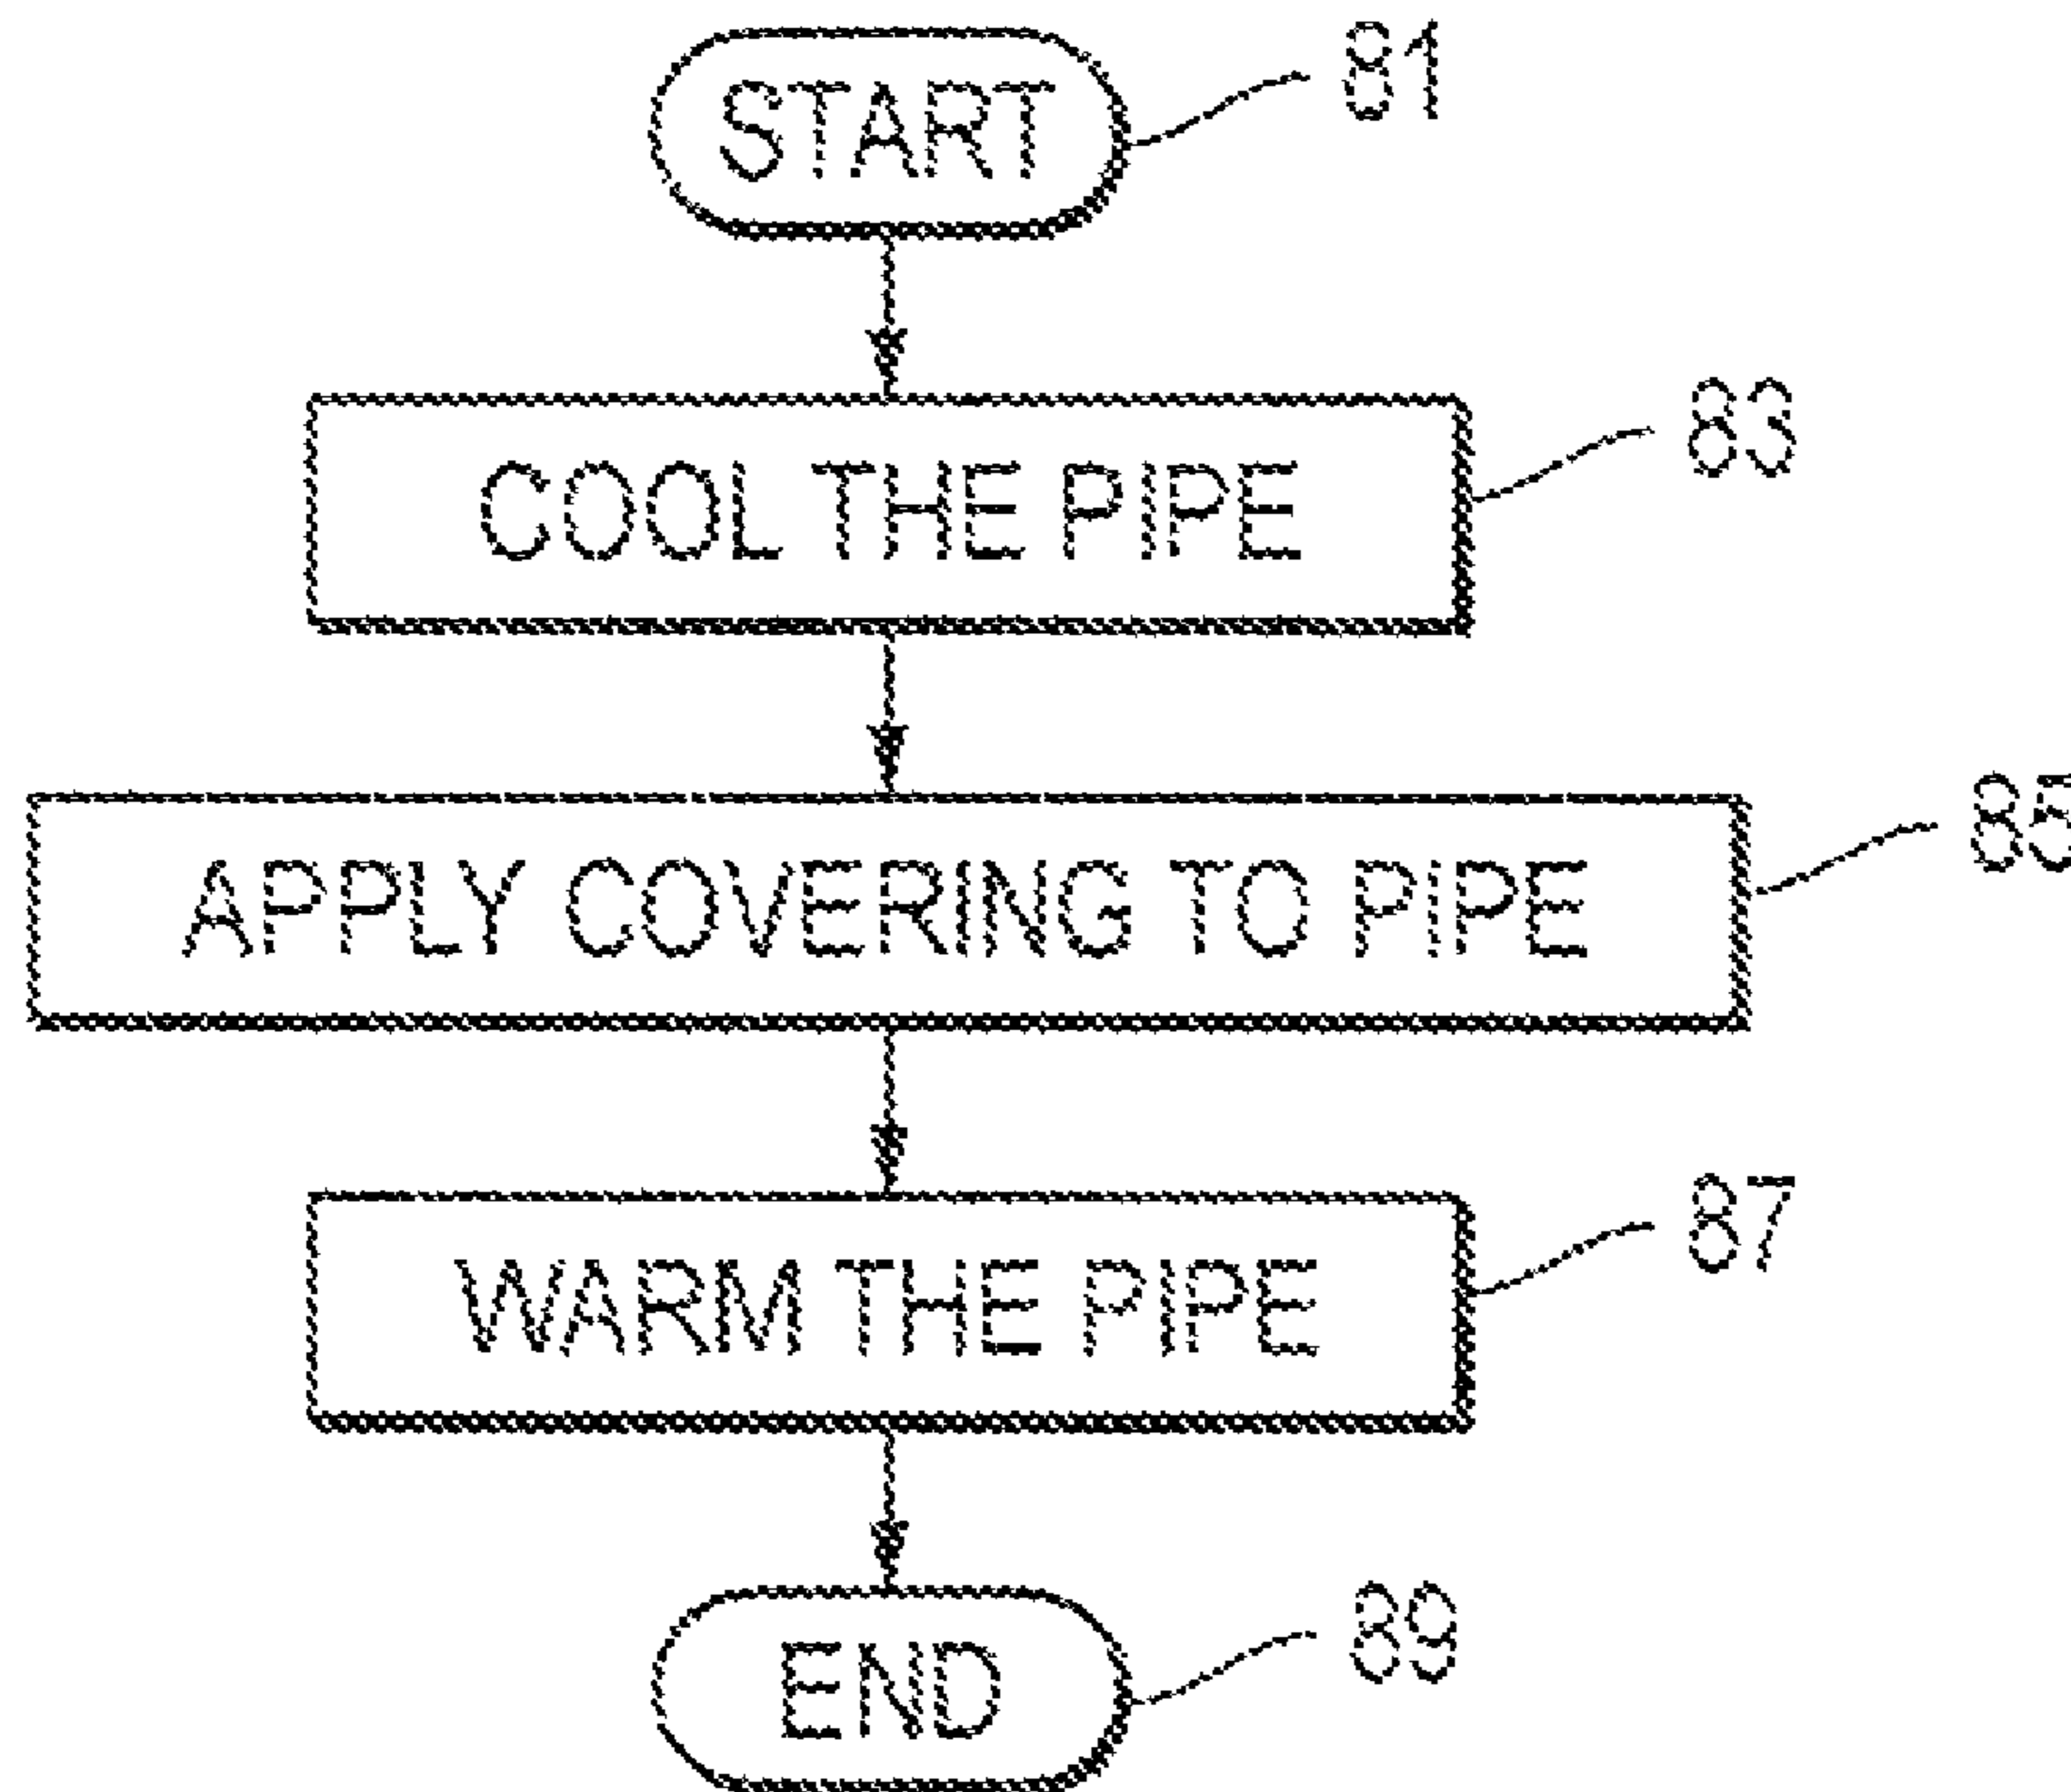 START 81
COOL THE PIPE 83
APPLY COVERING TO PIPE 85
WARM THE PIPE 87
END 89